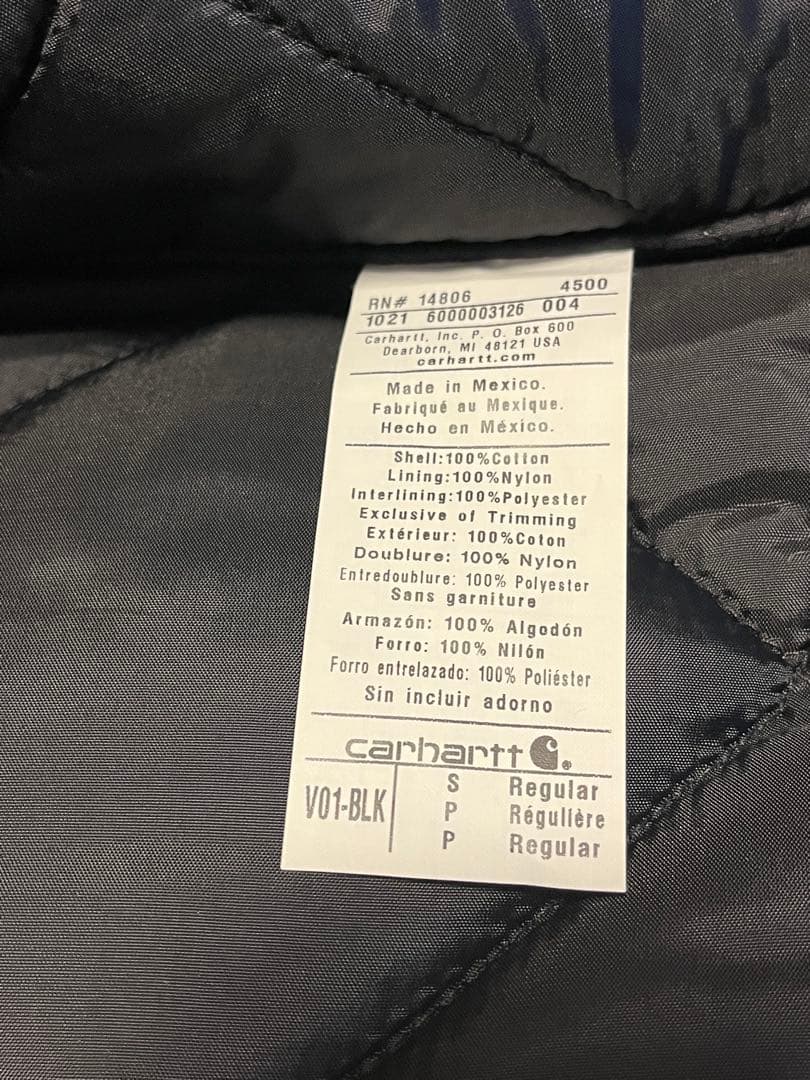 RN# 14806 4500
1021 6000003126 004
Carhartt, Inc. P. O. Box 600
Dearborn, MI 48121 USA
carhartt.com
Made in Mexico.
Fabriqué au Mexique.
Hecho en México.
Shell:100%Cotton
Lining:100%Nylon
Interlining:100%Polyester
Exclusive of Trimming
Extérieur: 100%Coton
Doublure: 100% Nylon
Entredoublure: 100% Polyester
Sans garniture
Armazón: 100% Algodón
Forro: 100% Nilón
Forro entrelazado: 100% Poliéster
Sin incluir adorno
carhartt
V01-BLK
S Regular
P Régulière
P Regular